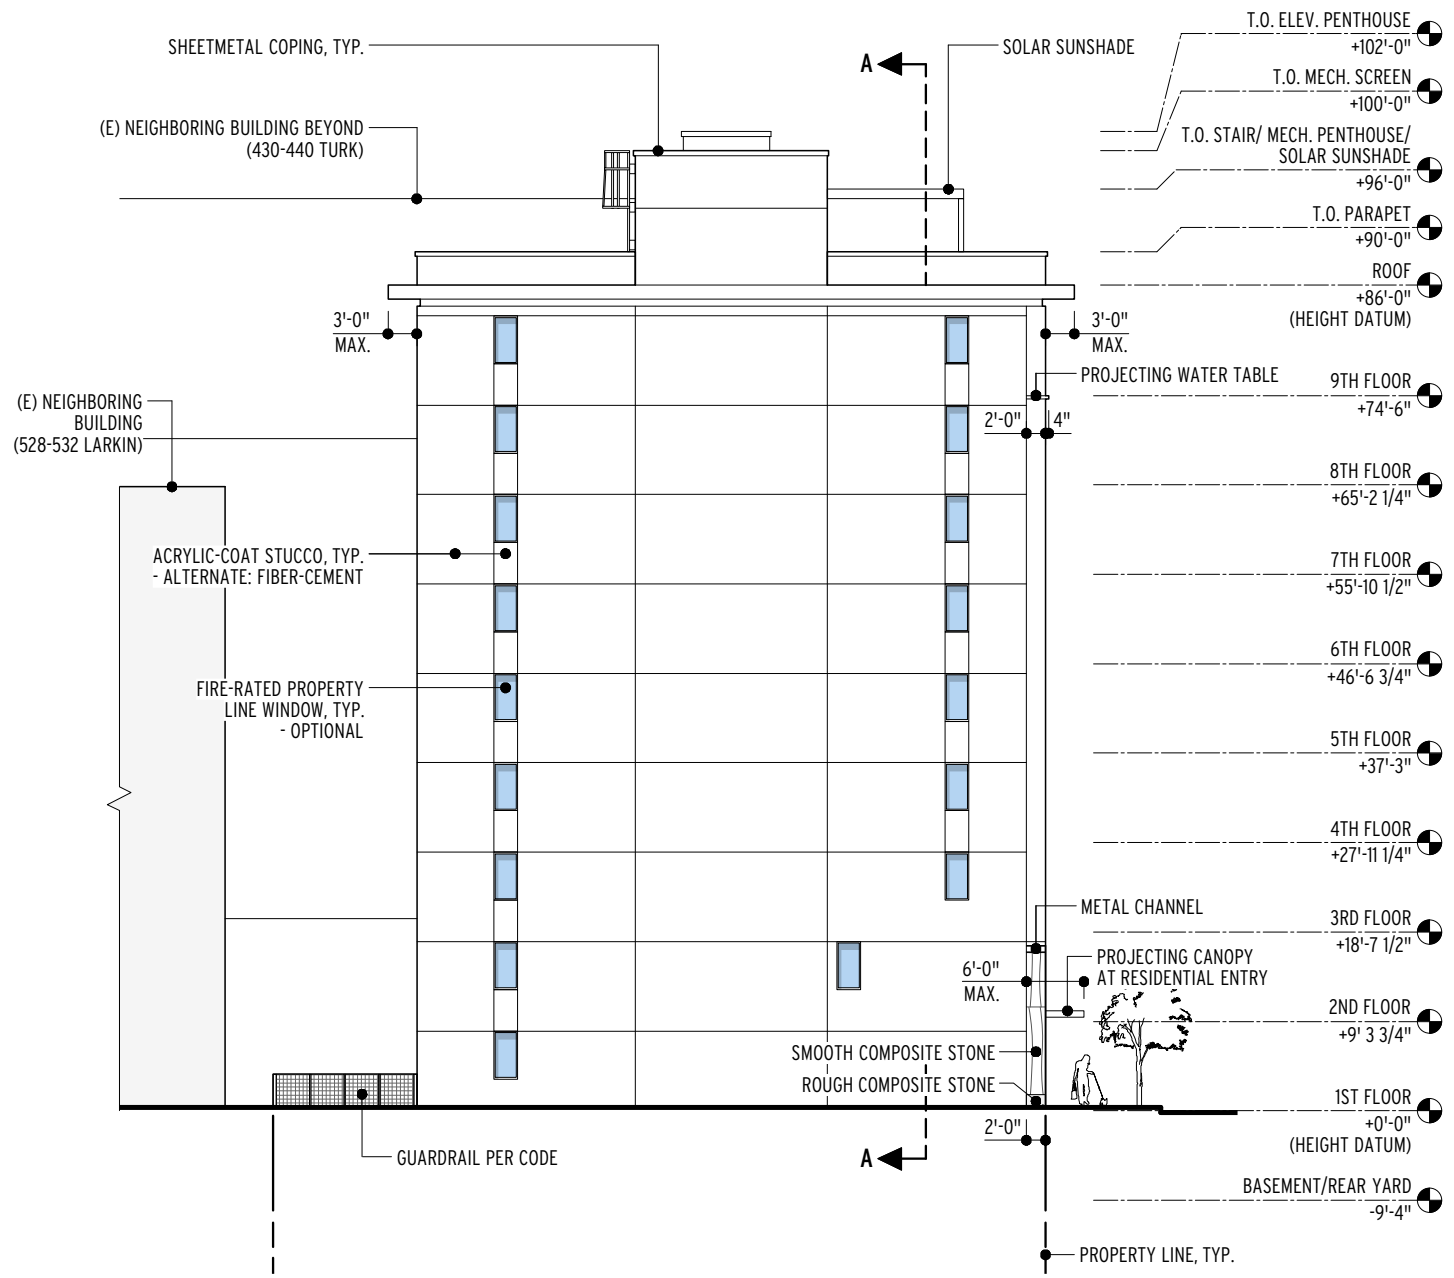 SHEETMETAL COPING, TYP.
SOLAR SUNSHADE
A
(E) NEIGHBORING BUILDING BEYOND
(430-440 TURK)
T.O. ELEV. PENTHOUSE
+102'-0"
T.O. MECH. SCREEN
+100'-0"
T.O. STAIR/ MECH. PENTHOUSE/
SOLAR SUNSHADE
+96'-0"
T.O. PARAPET
+90'-0"
ROOF
+86'-0"
(HEIGHT DATUM)
3'-0"
MAX.
3'-0"
MAX.
PROJECTING WATER TABLE
9TH FLOOR
+74'-6"
(E) NEIGHBORING
BUILDING
(528-532 LARKIN)
2'-0"
4"
8TH FLOOR
+65'-2 1/4"
ACRYLIC-COAT STUCCO, TYP.
- ALTERNATE: FIBER-CEMENT
7TH FLOOR
+55'-10 1/2"
6TH FLOOR
+46'-6 3/4"
FIRE-RATED PROPERTY
LINE WINDOW, TYP.
- OPTIONAL
5TH FLOOR
+37'-3"
4TH FLOOR
+27'-11 1/4"
METAL CHANNEL
3RD FLOOR
+18'-7 1/2"
PROJECTING CANOPY
AT RESIDENTIAL ENTRY
6'-0"
MAX.
2ND FLOOR
+9' 3 3/4"
SMOOTH COMPOSITE STONE
ROUGH COMPOSITE STONE
1ST FLOOR
+0'-0"
(HEIGHT DATUM)
2'-0"
GUARDRAIL PER CODE
A
BASEMENT/REAR YARD
-9'-4"
PROPERTY LINE, TYP.